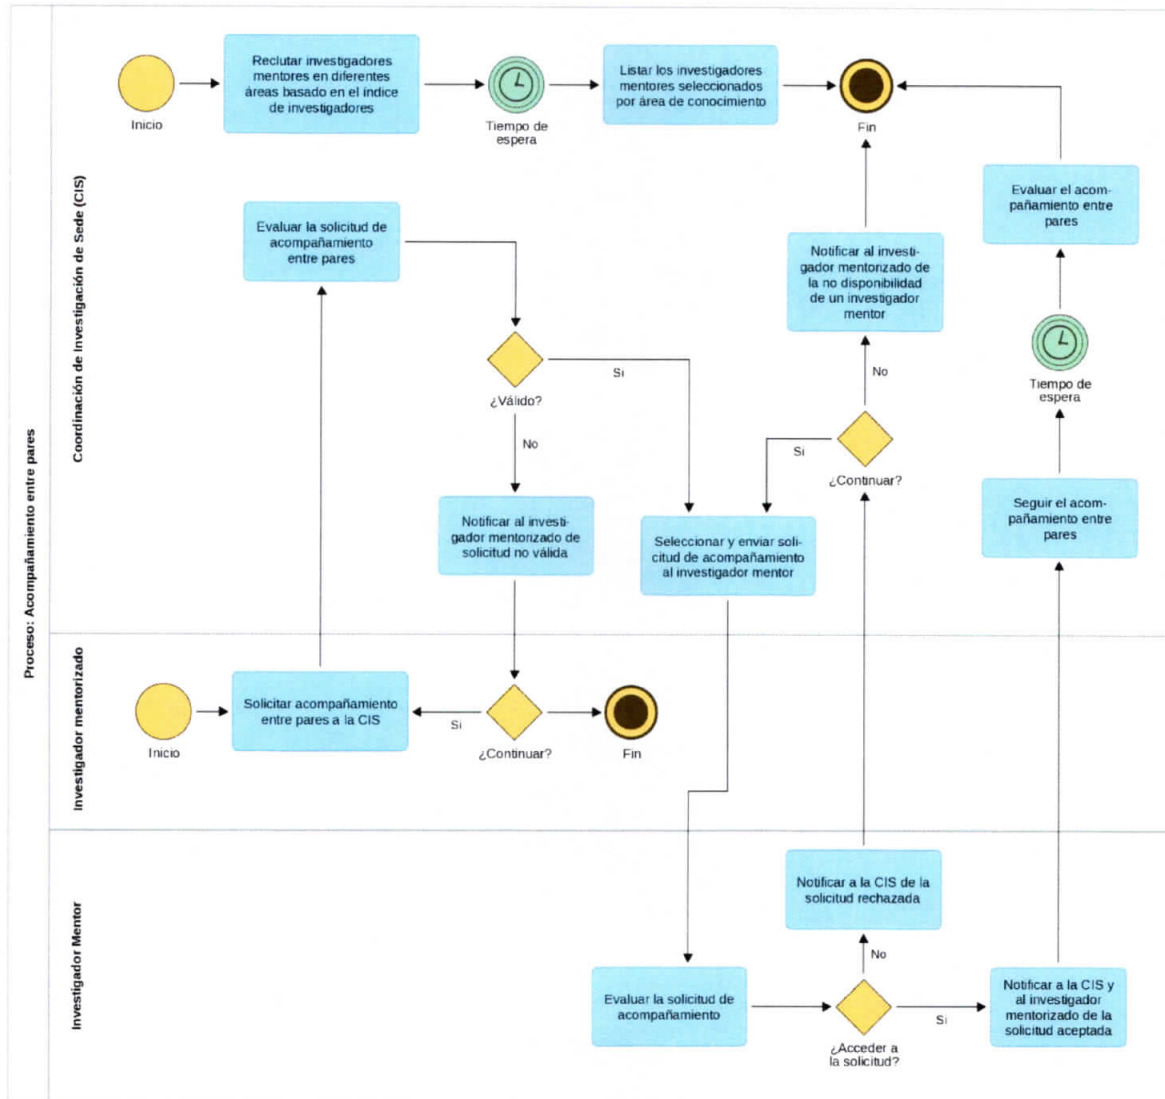 Proceso: Acompañamiento entre pares
Coordinación de Investigación de Sede (CIS)
Inicio
Reclutar investigadores
mentores en diferentes
áreas basado en el índice
de investigadores
Tiempo de
espera
Listar los investigadores
mentores seleccionados
por área de conocimiento
Fin
Evaluar la solicitud de
acompañamiento
entre pares
¿Válido?
Si
No
Notificar al investi-
gador mentorizado de
solicitud no válida
Seleccionar y enviar soli-
citud de acompañamiento
al investigador mentor
Notificar al investi-
gador mentorizado de
la no disponibilidad
de un investigador
mentor
No
Si
¿Continuar?
Evaluar el acom-
pañamiento entre
pares
Tiempo de
espera
Seguir el acom-
pañamiento entre
pares
Investigador mentorizado
Inicio
Solicitar acompañamiento
entre pares a la CIS
Si
¿Continuar?
Fin
Investigador Mentor
Evaluar la solicitud de
acompañamiento
Notificar a la CIS de la
solicitud rechazada
No
¿Acceder a
la solicitud?
Si
Notificar a la CIS y
al investigador
mentorizado de la
solicitud aceptada